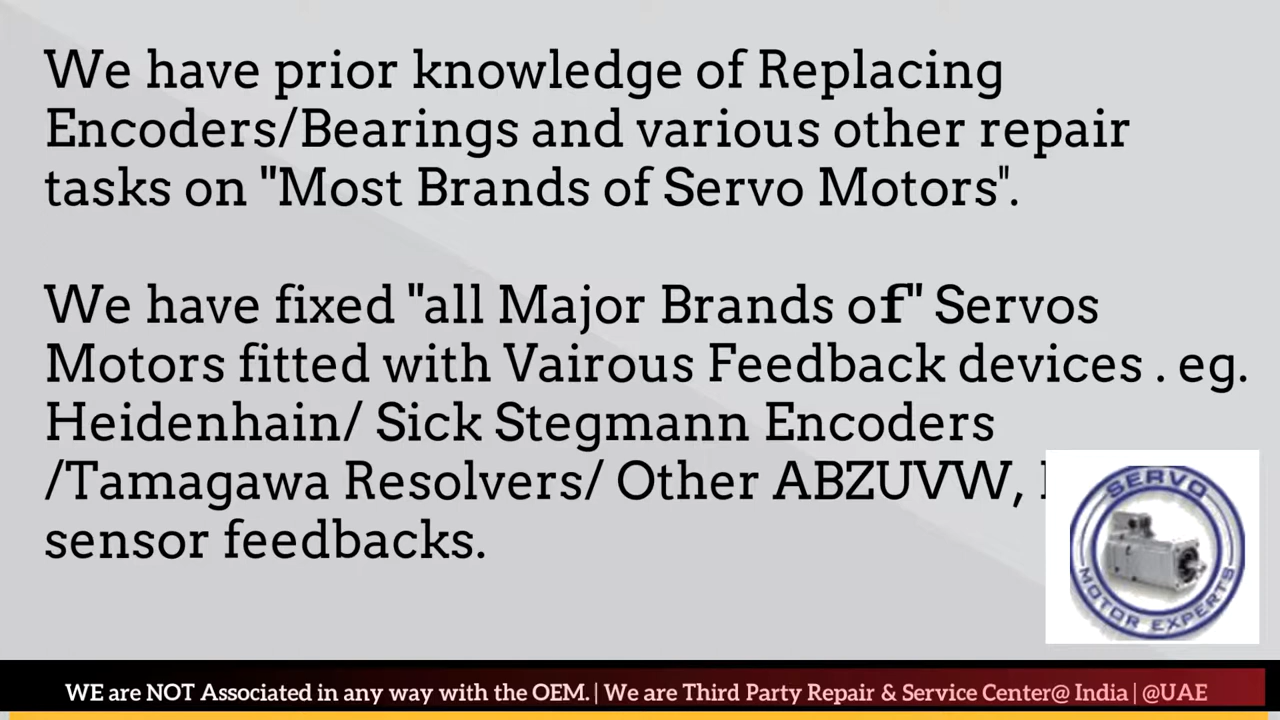 We have prior knowledge of Replacing
Encoders/Bearings and various other repair
tasks on "Most Brands of Servo Motors".
We have fixed "all Major Brands of" Servos
Motors fitted with Vairous Feedback devices . eg.
Heidenhain/ Sick Stegmann Encoders
/Tamagawa Resolvers/ Other ABZUVW,
sensor feedbacks.
SERVO
MOTOR EXPERTS
WE are NOT Associated in any way with the OEM. | We are Third Party Repair & Service Center@ India | @UAE